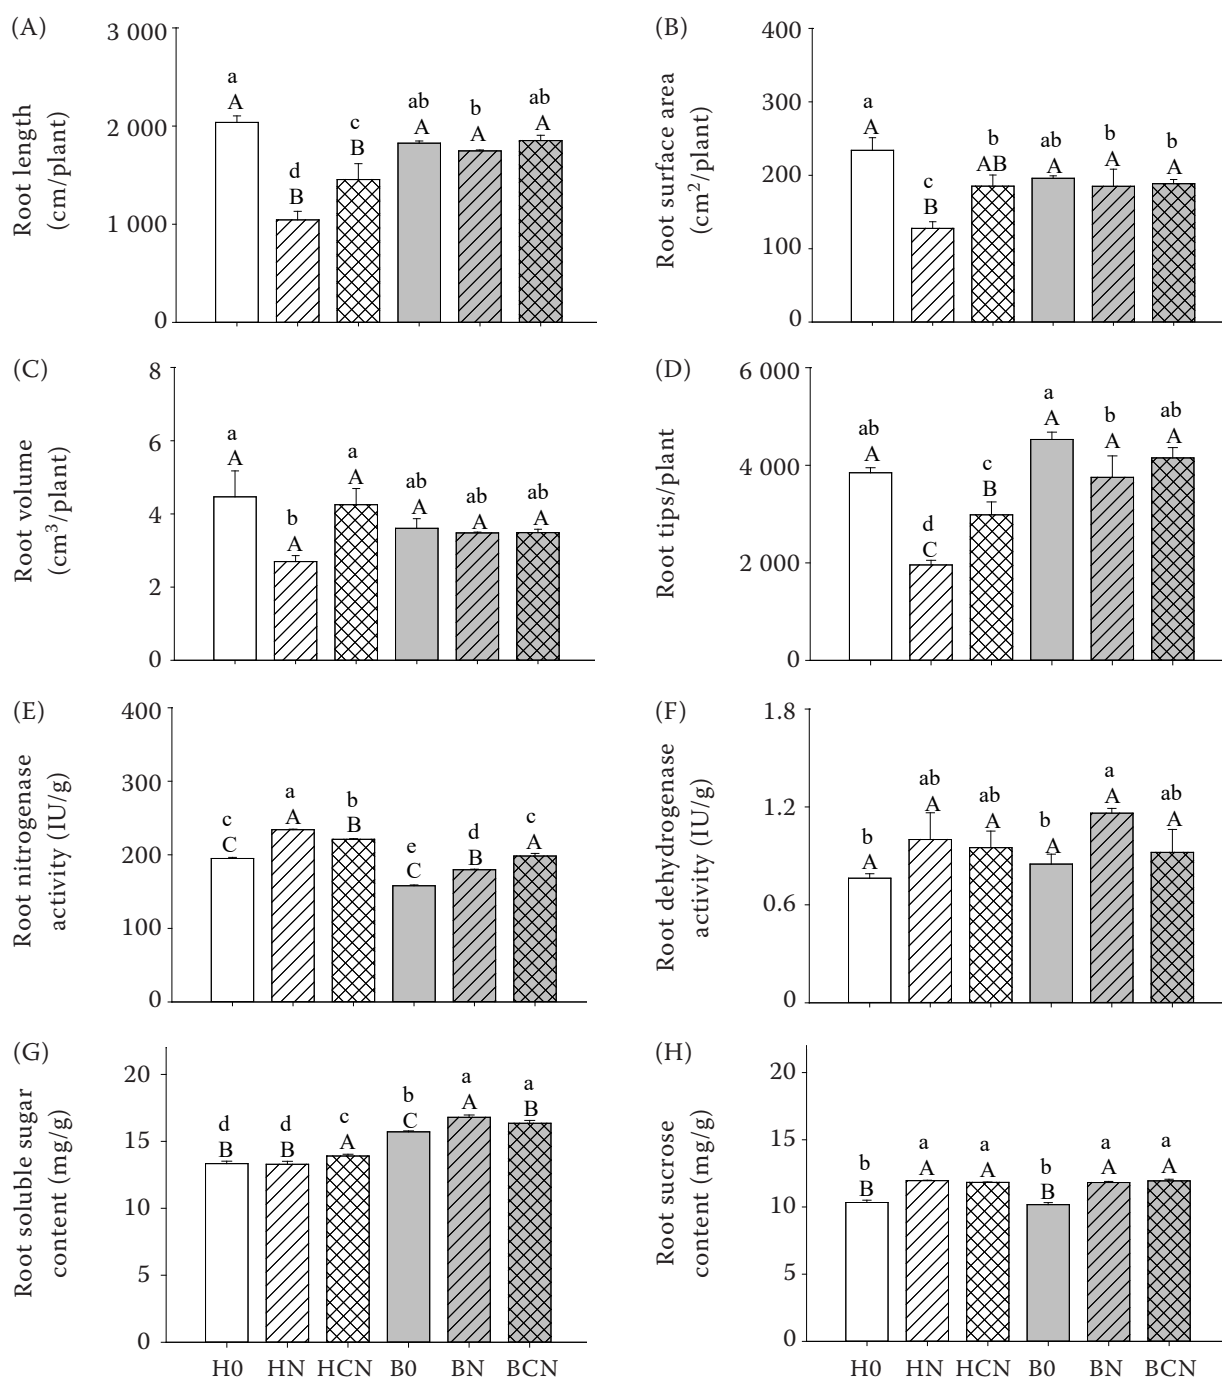 (A)
Root length
(cm/plant)
3 000
2 000
1 000
0
a
A
d
B
c
B
ab
A
b
A
ab
A
(B)
Root surface area
(cm²/plant)
400
300
200
100
0
a
A
c
B
b
AB
ab
A
b
A
b
A
(C)
Root volume
(cm³/plant)
8
6
4
2
0
a
A
b
A
a
A
ab
A
ab
A
ab
A
(D)
Root tips/plant
6 000
4 000
2 000
0
ab
A
d
C
c
B
a
A
b
A
ab
A
(E)
Root nitrogenase
activity (IU/g)
400
300
200
100
0
c
C
a
A
b
B
e
C
d
B
c
A
(F)
Root dehydrogenase
activity (IU/g)
1.8
1.2
0.6
0
b
A
ab
A
ab
A
b
A
a
A
ab
A
(G)
Root soluble sugar
content (mg/g)
20
15
10
5
0
d
B
d
B
c
A
b
C
a
A
a
B
H0 HN HCN B0 BN BCN
(H)
Root sucrose
content (mg/g)
20
15
10
5
0
b
B
a
A
a
A
b
B
a
A
a
A
H0 HN HCN B0 BN BCN